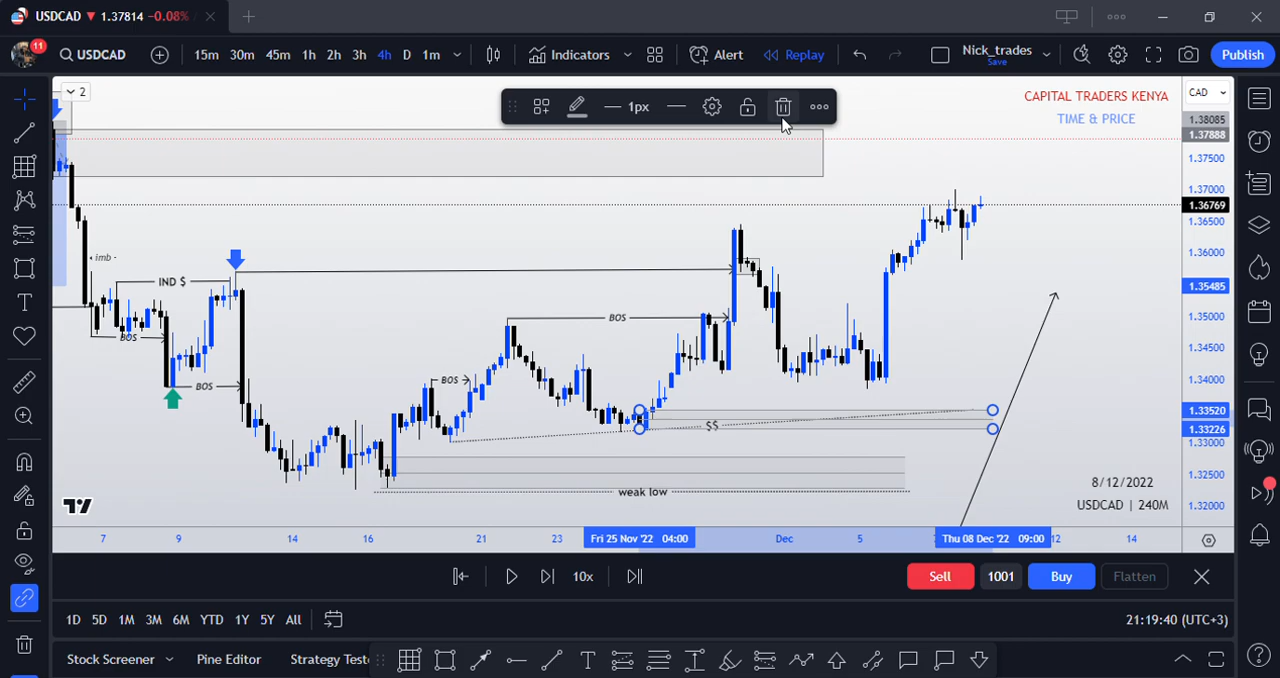 USDCAD ▼ 1.37814 −0.08%
11 USDCAD 15m 30m 45m 1h 2h 3h 4h D 1m Indicators Alert Replay Nick_trades Save Publish
2
1px
CAPITAL TRADERS KENYA
TIME & PRICE
CAD
1.38085
1.37888
1.37500
1.37000
1.36769
1.36500
1.36000
1.35485
1.35000
1.34500
1.34000
1.33520
1.33226
1.33000
1.32500
1.32000
imb
IND $
BOS
BOS
BOS
BOS
$$
weak low
8/12/2022
USDCAD | 240M
7 9 14 16 21 23 Fri 25 Nov '22 04:00 Dec 5 Thu 08 Dec '22 09:00 12 14
10x Sell 1001 Buy Flatten
1D 5D 1M 3M 6M YTD 1Y 5Y All 21:19:40 (UTC+3)
Stock Screener Pine Editor Strategy Teste